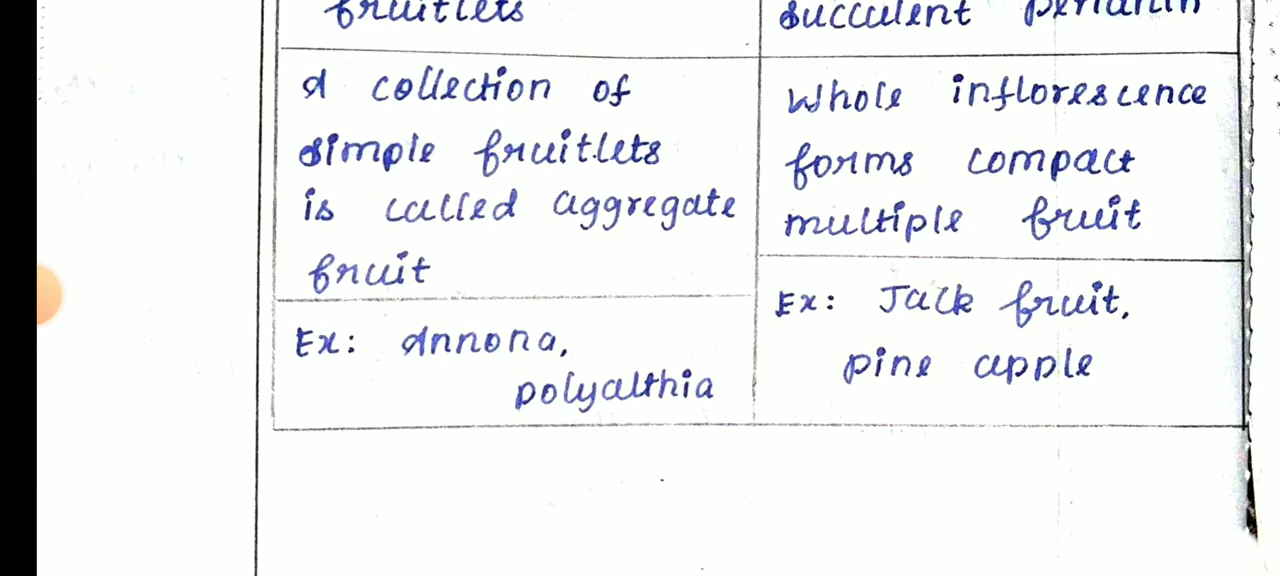 fruitlets
succulent perianth
A collection of
simple fruitlets
is called aggregate
fruit
Ex: Annona,
polyalthia
Whole inflorescence
forms compact
multiple fruit
Ex: Jack fruit,
pine apple